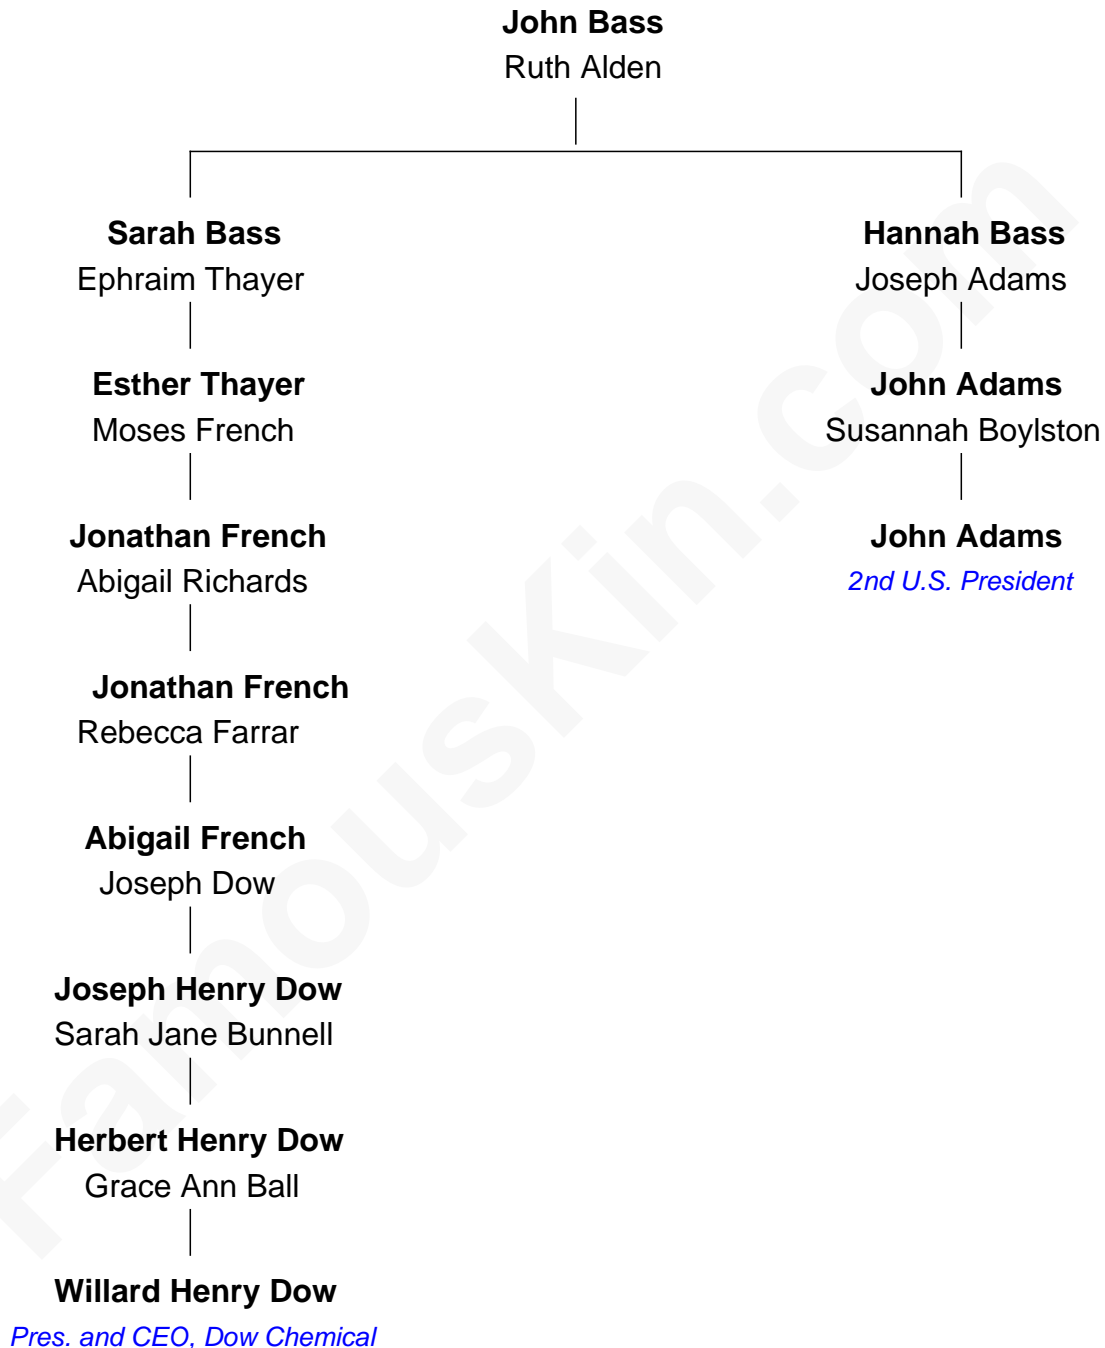 John Bass
Ruth Alden
Sarah Bass
Ephraim Thayer
Hannah Bass
Joseph Adams
Esther Thayer
Moses French
John Adams
Susannah Boylston
Jonathan French
Abigail Richards
John Adams
2nd U.S. President
Jonathan French
Rebecca Farrar
Abigail French
Joseph Dow
Joseph Henry Dow
Sarah Jane Bunnell
Herbert Henry Dow
Grace Ann Ball
Willard Henry Dow
Pres. and CEO, Dow Chemical
FamousKin.com